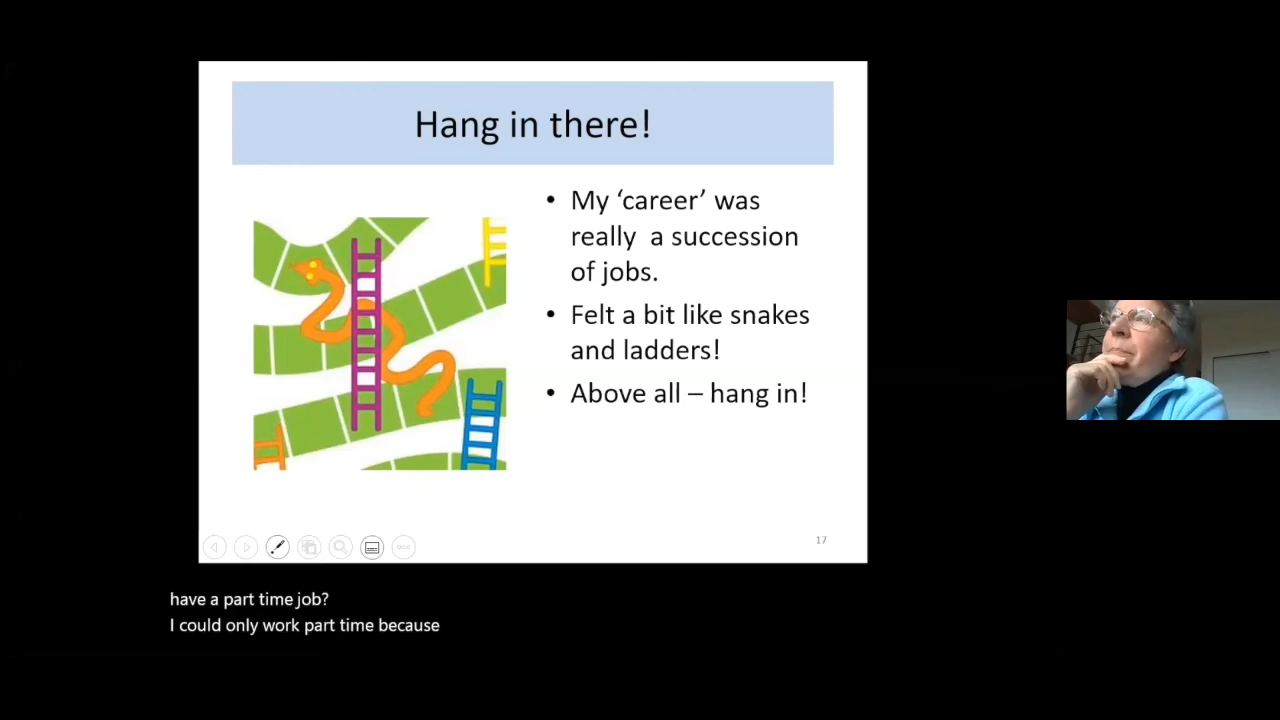 Hang in there!
• My ‘career’ was
really  a succession
of jobs.
• Felt a bit like snakes
and ladders!
• Above all – hang in!
17
have a part time job?
I could only work part time because